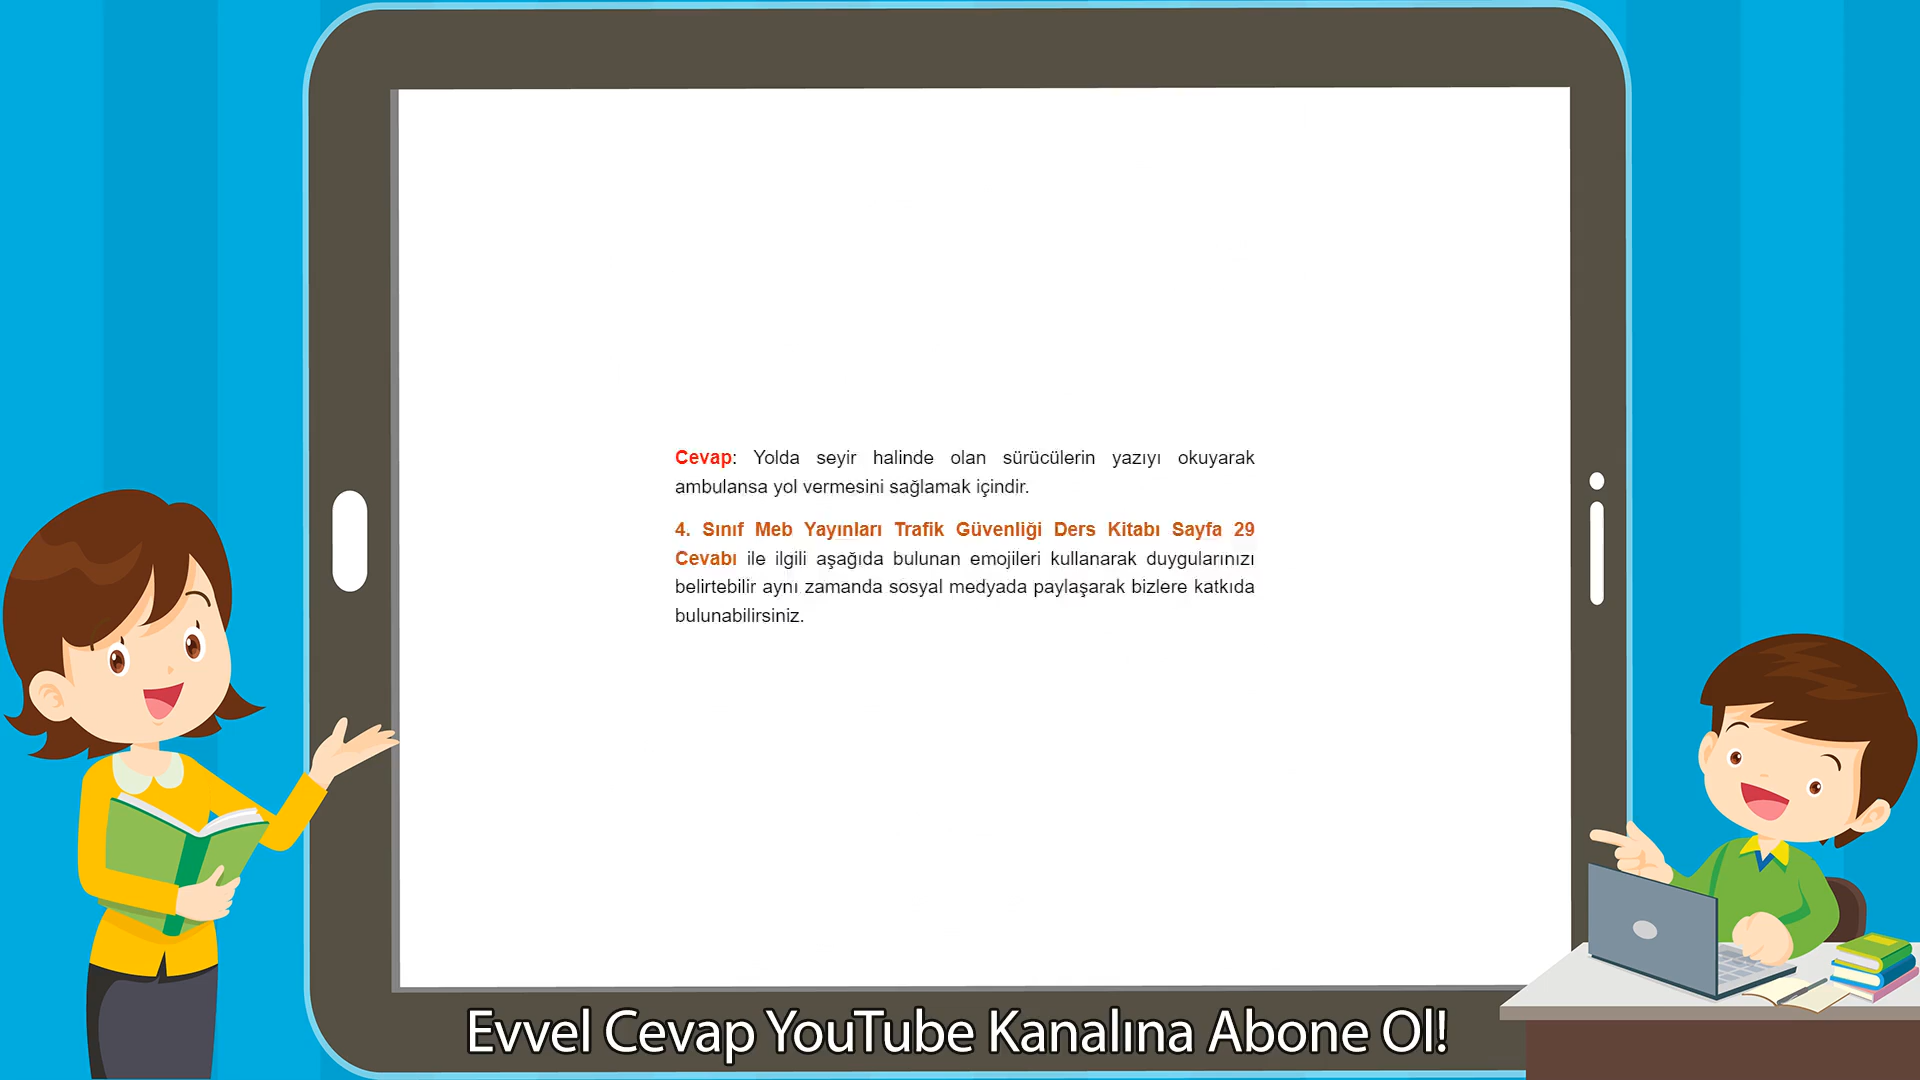 Cevap: Yolda seyir halinde olan sürücülerin yazıyı okuyarak
ambulansa yol vermesini sağlamak içindir.
4. Sınıf Meb Yayınları Trafik Güvenliği Ders Kitabı Sayfa 29
Cevabı ile ilgili aşağıda bulunan emojileri kullanarak duygularınızı
belirtebilir aynı zamanda sosyal medyada paylaşarak bizlere katkıda
bulunabilirsiniz.
Evvel Cevap YouTube Kanalına Abone Ol!